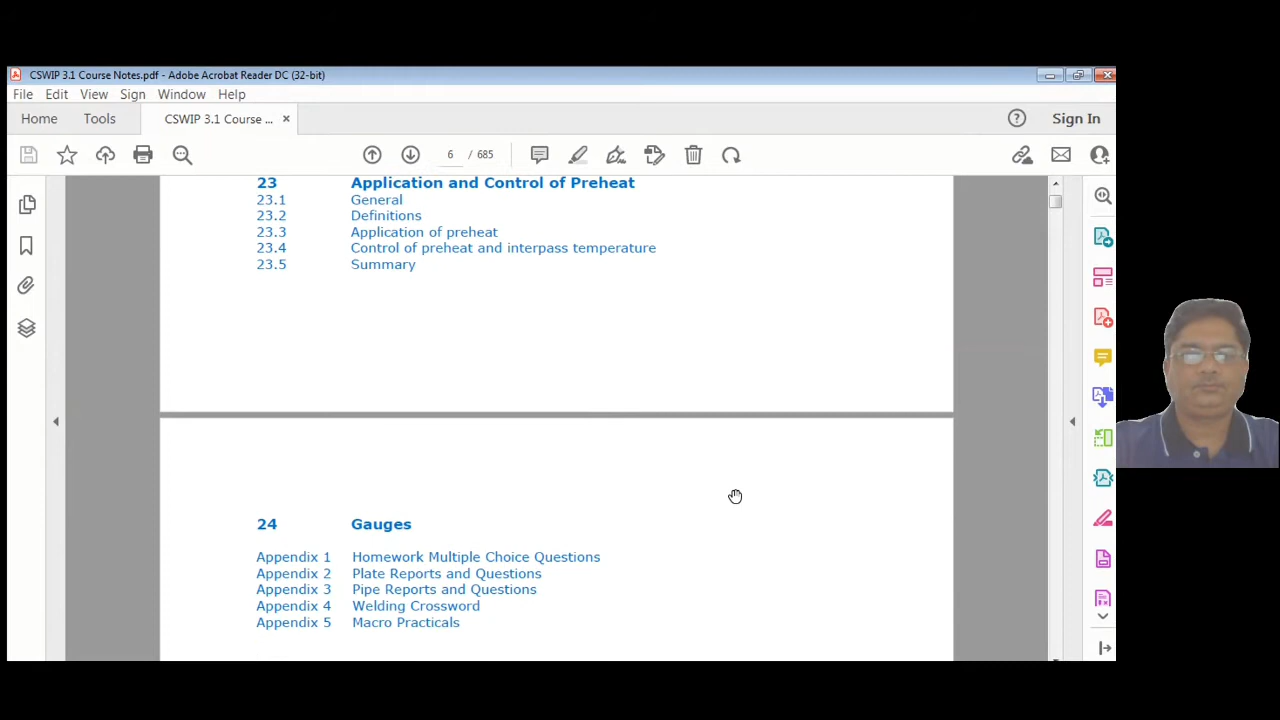 CSWIP 3.1 Course Notes.pdf - Adobe Acrobat Reader DC (32-bit)
File Edit View Sign Window Help
Home Tools CSWIP 3.1 Course ... × ? Sign In
6 / 685
23 Application and Control of Preheat
23.1 General
23.2 Definitions
23.3 Application of preheat
23.4 Control of preheat and interpass temperature
23.5 Summary
24 Gauges
Appendix 1 Homework Multiple Choice Questions
Appendix 2 Plate Reports and Questions
Appendix 3 Pipe Reports and Questions
Appendix 4 Welding Crossword
Appendix 5 Macro Practicals